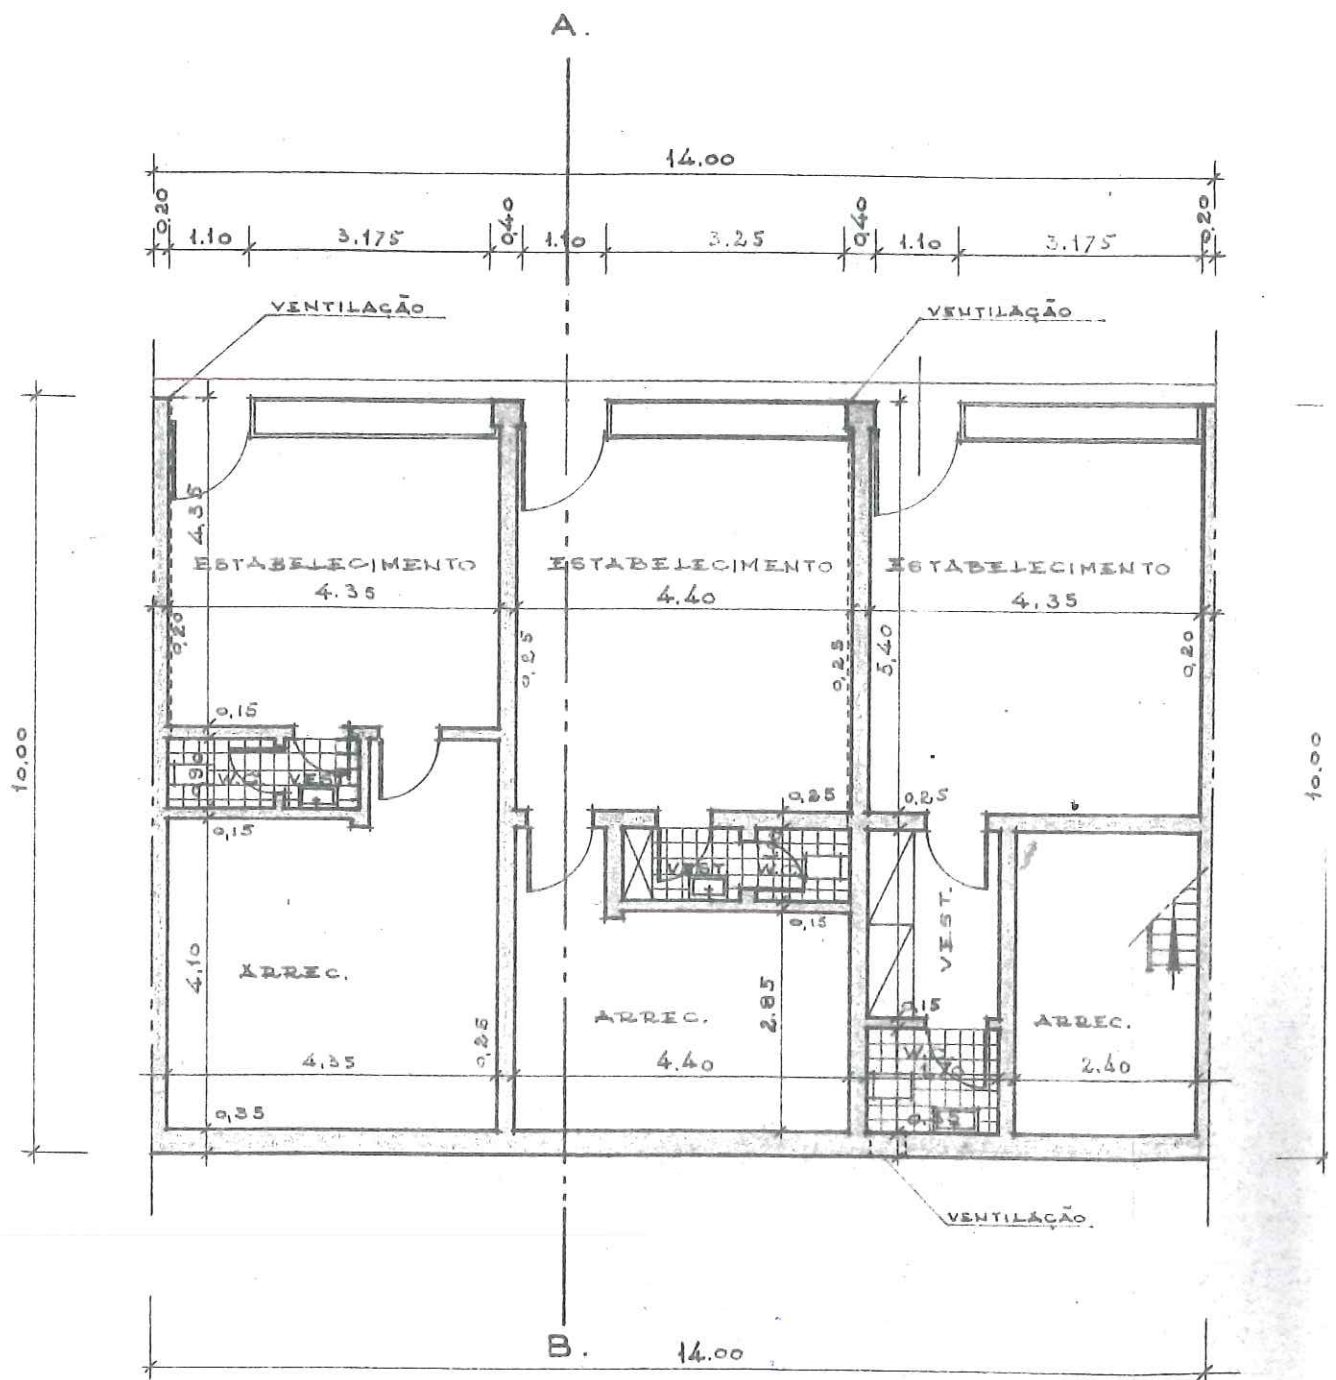 A.
14.00
0.20 1.10 3.175 0,40 1.10 3.25 0,40 1.10 3.175 0.20
VENTILAÇÃO VENTILAÇÃO
4.35
ESTABELECIMENTO ESTABELECIMENTO ESTABELECIMENTO
4.35 4.40 4.35
0,20 0,25 0,25 5,40 0,20
0,15
10,00 10.00
0,90 W.C. VEST.
0,15
0,25 0,25
VEST. W.C.
0,15
VEST.
4,10 ARREC.
2.85
ARREC.
0,15
ARREC.
0,25
W.C.
4,35 4.40 2.40
0,35
VENTILAÇÃO
B.
14.00